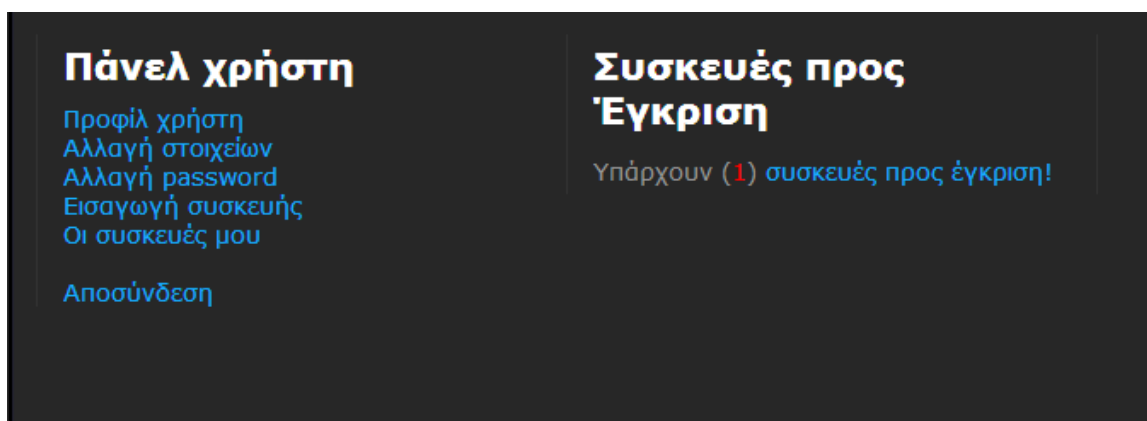 Πάνελ χρήστη
Προφίλ χρήστη
Αλλαγή στοιχείων
Αλλαγή password
Εισαγωγή συσκευής
Οι συσκευές μου
Αποσύνδεση
Συσκευές προς
Έγκριση
Υπάρχουν (1) συσκευές προς έγκριση!